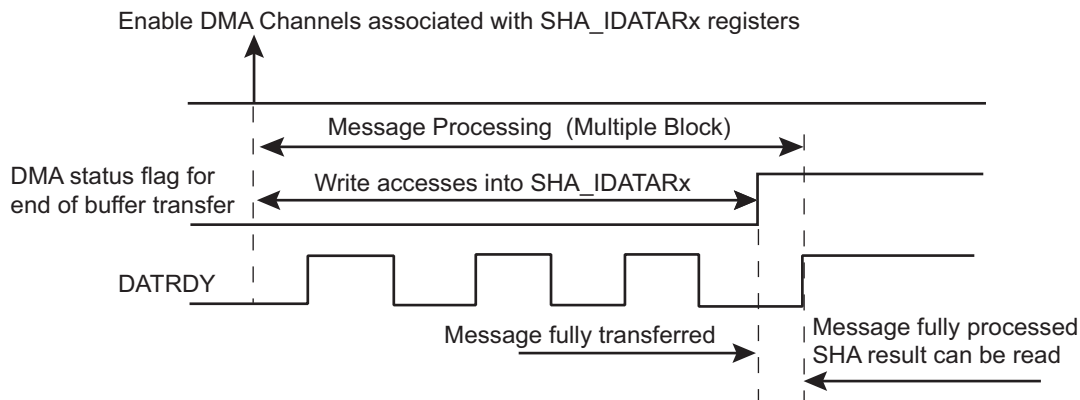 Enable DMA Channels associated with SHA_IDATARx registers
Message Processing (Multiple Block)
DMA status flag for
end of buffer transfer
Write accesses into SHA_IDATARx
DATRDY
Message fully transferred
Message fully processed
SHA result can be read